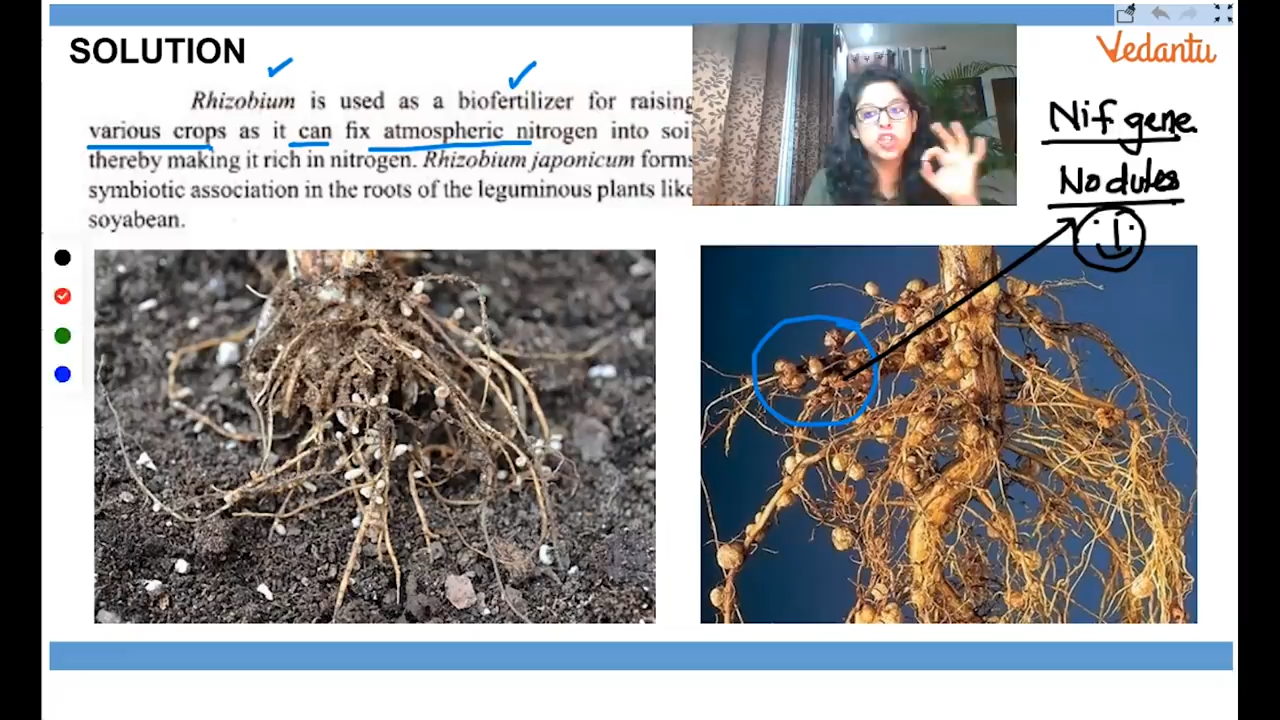 SOLUTION
Vedantu
Rhizobium is used as a biofertilizer for raising
various crops as it can fix atmospheric nitrogen into soi
thereby making it rich in nitrogen. Rhizobium japonicum forms
symbiotic association in the roots of the leguminous plants like
soyabean.
Nif gene
Nodules